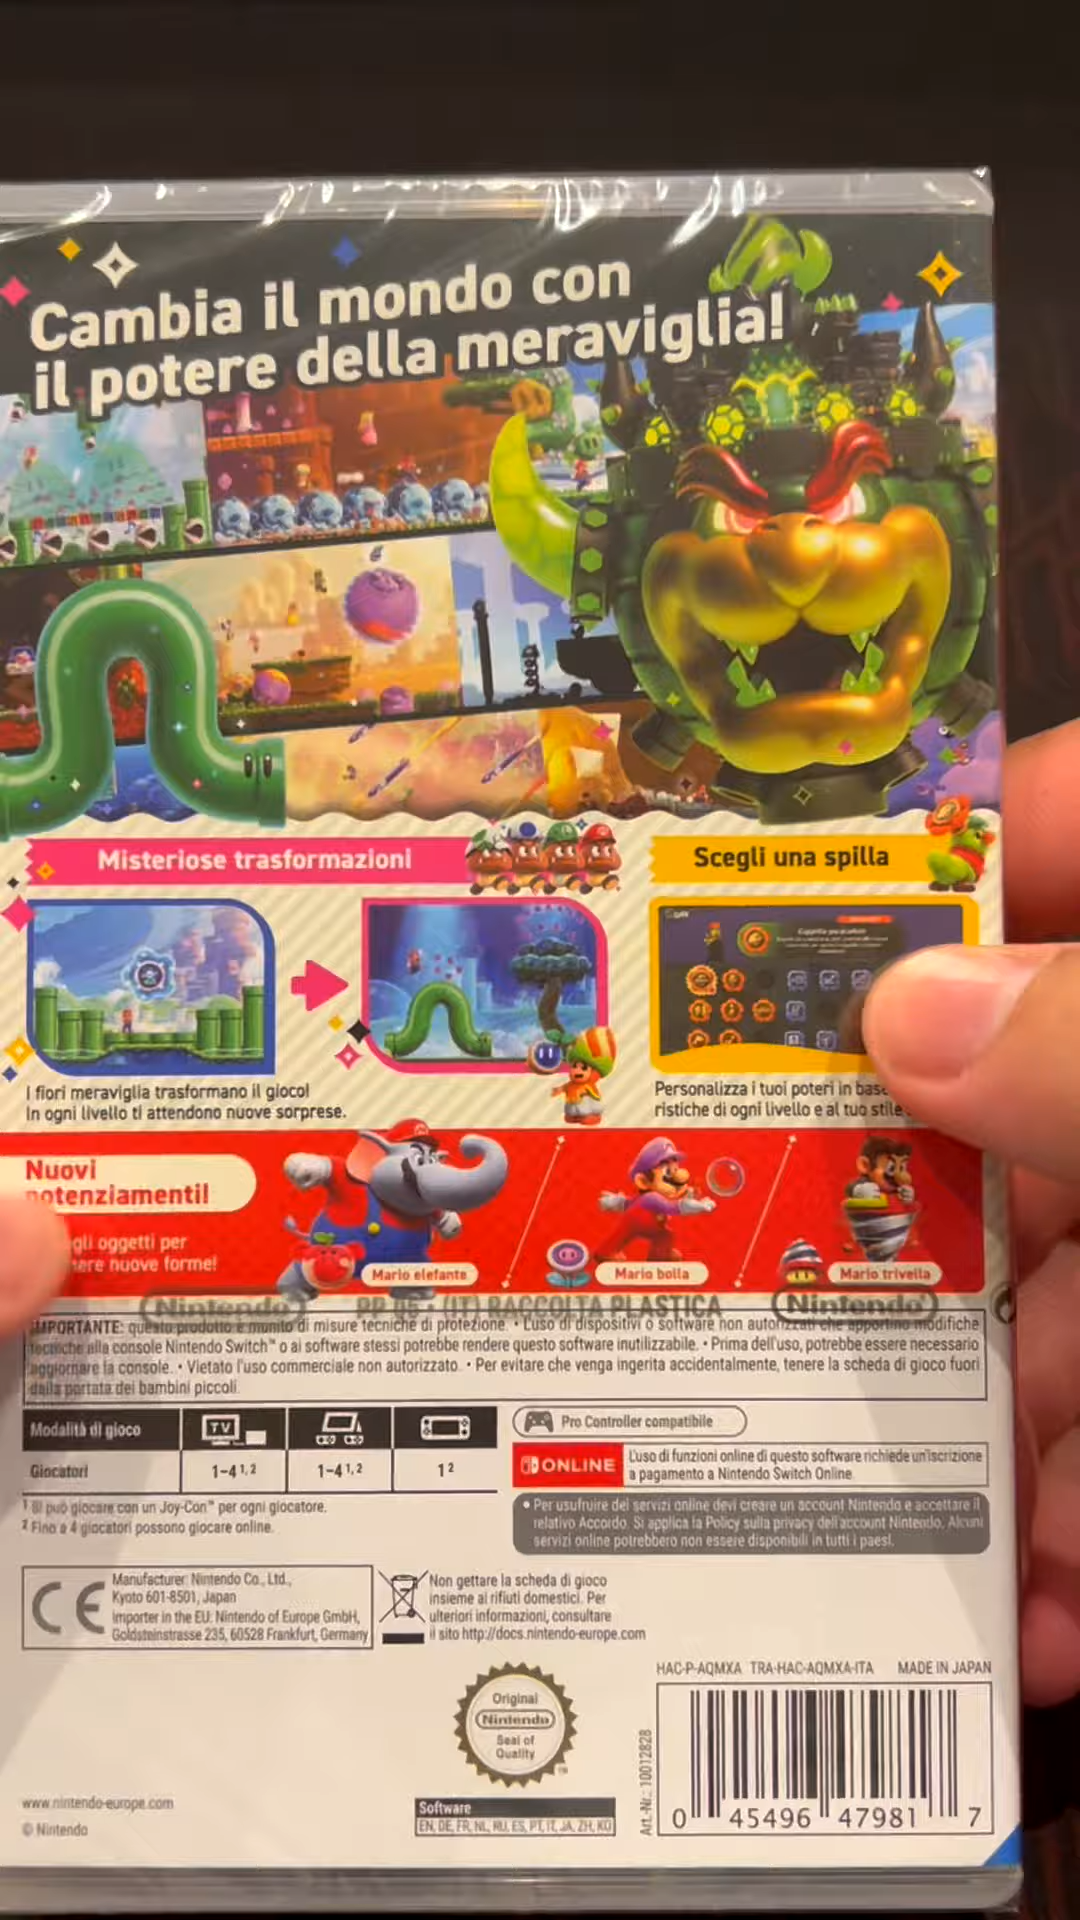 Cambia il mondo con
il potere della meraviglia!
Misteriose trasformazioni
Scegli una spilla
I fiori meraviglia trasformano il gioco!
In ogni livello ti attendono nuove sorprese.
Personalizza i tuoi poteri in base
ristiche di ogni livello e al tuo stile
Nuovi
potenziamenti!
gli oggetti per
nuove forme!
Mario elefante
Mario bolla
Mario trivella
Nintendo PP 05 • (IT) RACCOLTA PLASTICA Nintendo
IMPORTANTE: questo prodotto è munito di misure tecniche di protezione. • L'uso di dispositivi o software non autorizzati che apportino modifiche
tecniche alla console Nintendo Switch™ o ai software stessi potrebbe rendere questo software inutilizzabile. • Prima dell'uso, potrebbe essere necessario
aggiornare la console. • Vietato l'uso commerciale non autorizzato. • Per evitare che venga ingerita accidentalmente, tenere la scheda di gioco fuori
dalla portata dei bambini piccoli.
Modalità di gioco
TV
Giocatori
1-4 1,2
1-4 1,2
1 2
1 Si può giocare con un Joy-Con™ per ogni giocatore.
2 Fino a 4 giocatori possono giocare online.
Pro Controller compatibile
ONLINE
L'uso di funzioni online di questo software richiede un'iscrizione
a pagamento a Nintendo Switch Online.
• Per usufruire dei servizi online devi creare un account Nintendo e accettare il
relativo Accordo. Si applica la Policy sulla privacy dell'account Nintendo. Alcuni
servizi online potrebbero non essere disponibili in tutti i paesi.
CE
Manufacturer: Nintendo Co., Ltd.,
Kyoto 601-8501, Japan
Importer in the EU: Nintendo of Europe GmbH,
Goldsteinstrasse 235, 60528 Frankfurt, Germany
Non gettare la scheda di gioco
insieme ai rifiuti domestici. Per
ulteriori informazioni, consultare
il sito http://docs.nintendo-europe.com
HAC-P-AQMXA TRA-HAC-AQMXA-ITA MADE IN JAPAN
Original
Nintendo
Seal of
Quality
TM
Art.-Nr.: 10012828
0 45496 47981 7
www.nintendo-europe.com
© Nintendo
Software
EN, DE, FR, NL, RU, ES, PT, IT, JA, ZH, KO